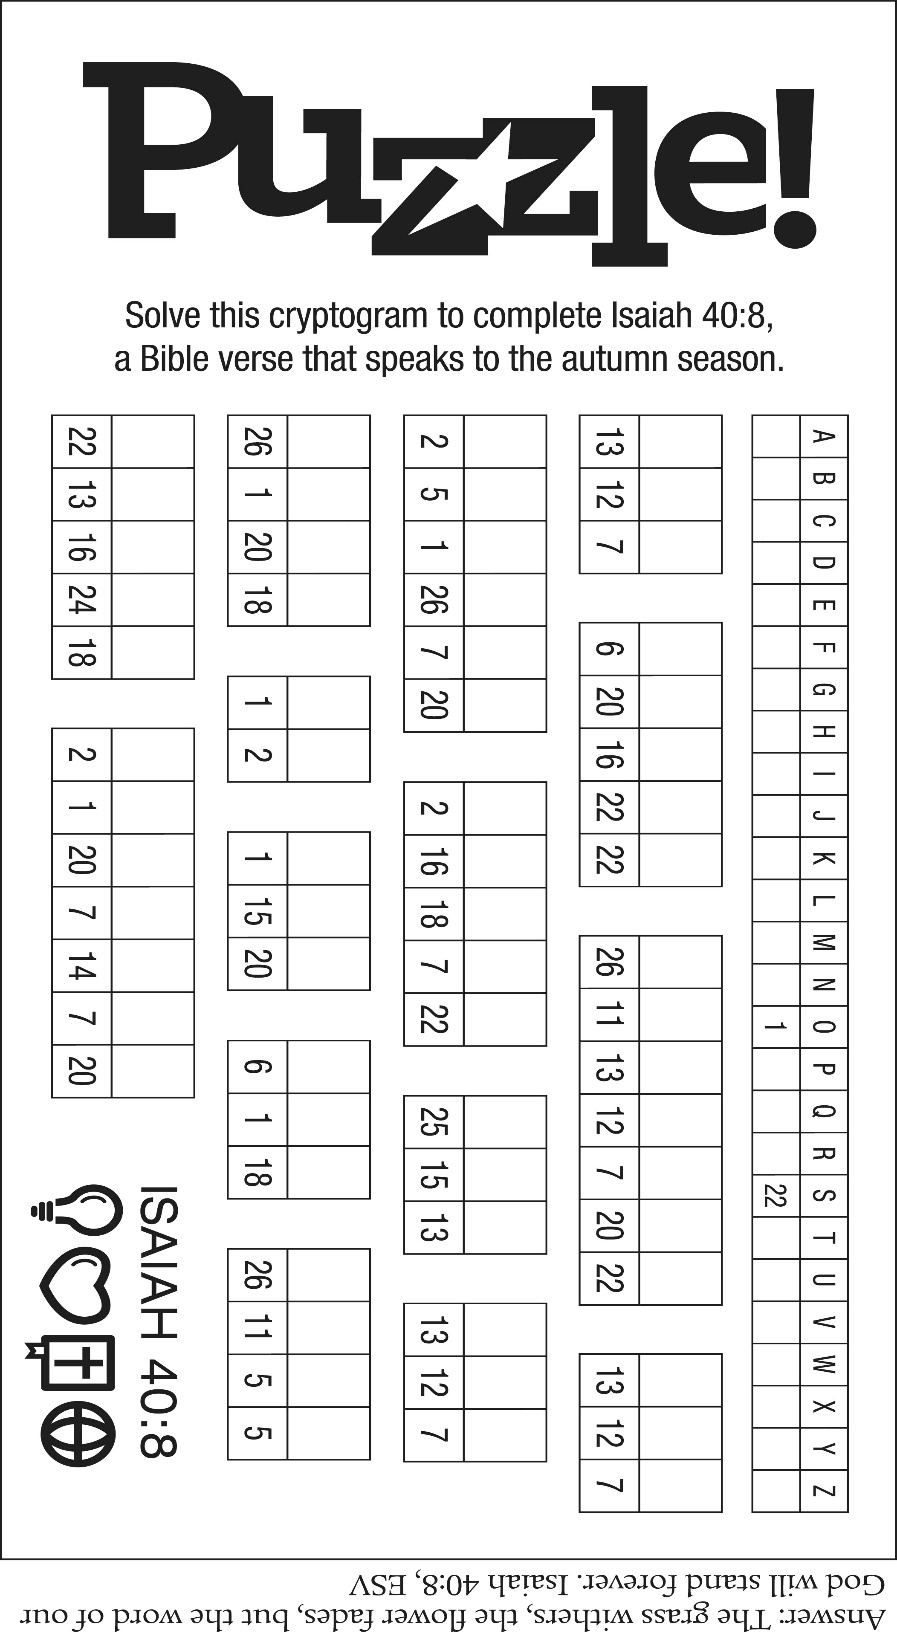 Puzzle!
Solve this cryptogram to complete Isaiah 40:8,
a Bible verse that speaks to the autumn season.
A B C D E F G H I J K L M N O P Q R S T U V W X Y Z
1 22
13 12 7 6 20 16 22 22 26 11 13 12 7 20 22 13 12 7
2 5 1 26 7 20 2 16 18 7 22 25 15 13 13 12 7
26 1 20 18 1 2 1 15 20 6 1 18 26 11 5 5
22 13 16 24 18 2 1 20 7 14 7 20
ISAIAH 40:8
Answer: The grass withers, the flower fades, but the word of our
God will stand forever. Isaiah 40:8, ESV